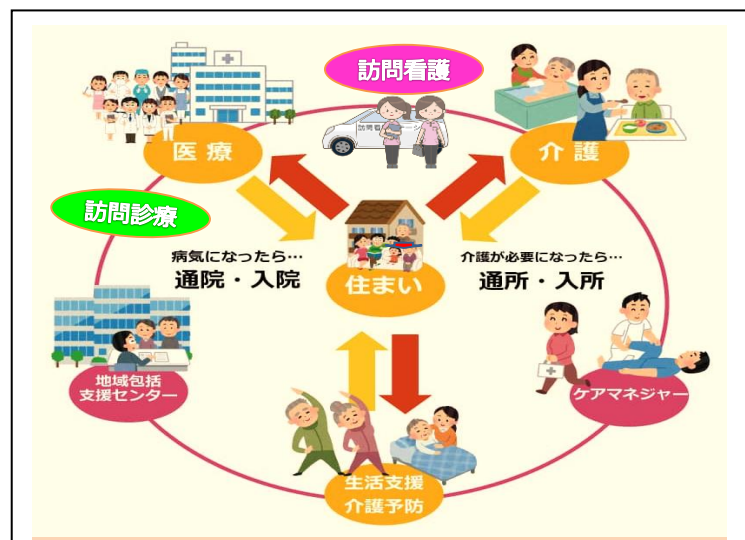 訪問看護
医療
介護
訪問診療
病気になったら…
通院・入院
住まい
介護が必要になったら…
通所・入所
地域包括
支援センター
ケアマネジャー
生活支援
介護予防